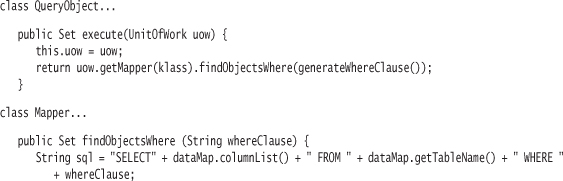 class QueryObject...
public Set execute(UnitOfWork uow) {
this.uow = uow;
return uow.getMapper(klass).findObjectsWhere(generateWhereClause());
}
class Mapper...
public Set findObjectsWhere (String whereClause) {
String sql = "SELECT" + dataMap.columnList() + " FROM " + dataMap.getTableName() + " WHERE "
+ whereClause;